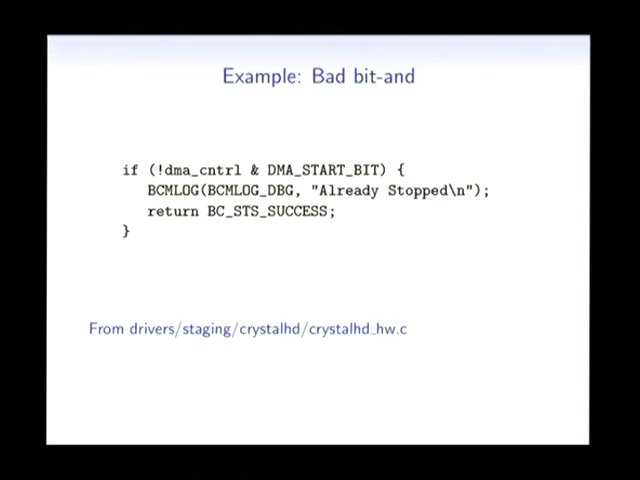 Example: Bad bit-and
if (!dma_cntrl & DMA_START_BIT) {
BCMLOG(BCMLOG_DBG, "Already Stopped\n");
return BC_STS_SUCCESS;
}
From drivers/staging/crystalhd/crystalhd_hw.c